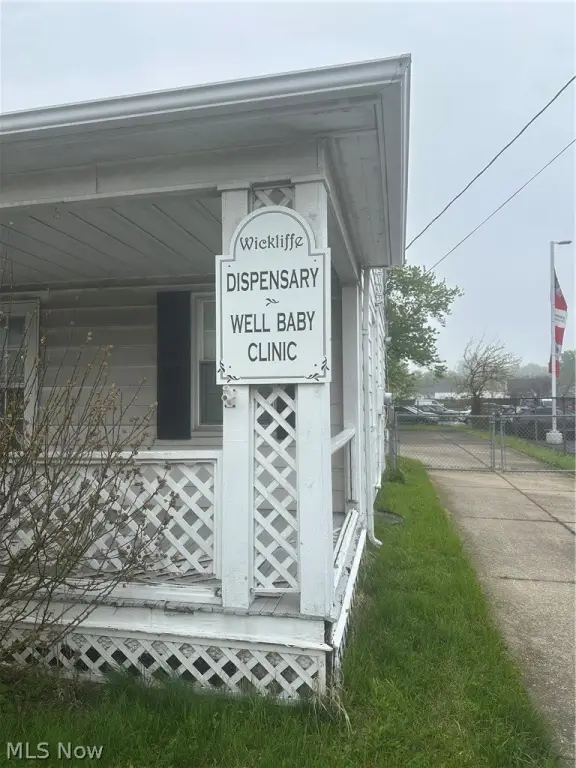 Wickliffe
DISPENSARY
WELL BABY
CLINIC
MLS Now